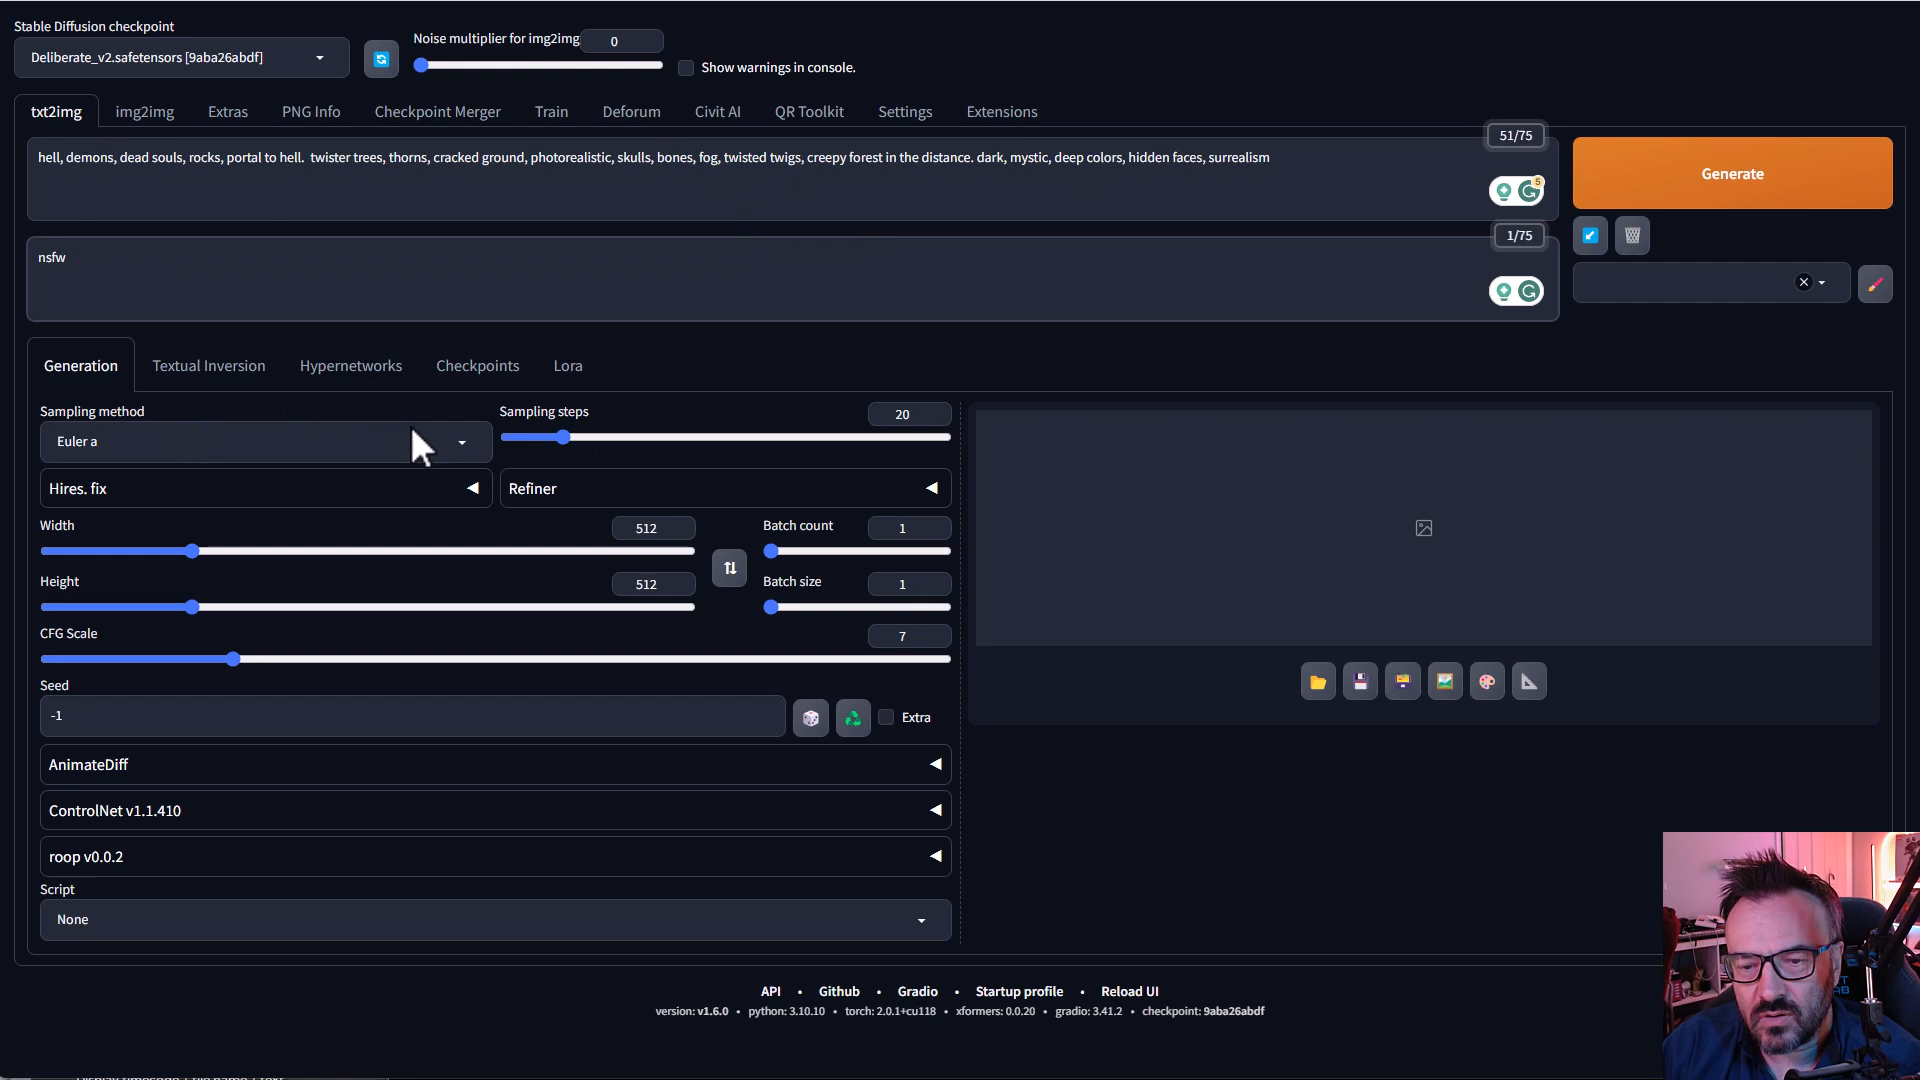 Stable Diffusion checkpoint
Deliberate_v2.safetensors [9aba26abdf]
Noise multiplier for img2img
0
Show warnings in console.
txt2img
img2img
Extras
PNG Info
Checkpoint Merger
Train
Deforum
Civit AI
QR Toolkit
Settings
Extensions
51/75
hell, demons, dead souls, rocks, portal to hell.  twister trees, thorns, cracked ground, photorealistic, skulls, bones, fog, twisted twigs, creepy forest in the distance. dark, mystic, deep colors, hidden faces, surrealism
5
Generate
1/75
nsfw
Generation
Textual Inversion
Hypernetworks
Checkpoints
Lora
Sampling method
Euler a
Sampling steps
20
Hires. fix
Refiner
Width
512
Batch count
1
Height
512
Batch size
1
CFG Scale
7
Seed
-1
Extra
AnimateDiff
ControlNet v1.1.410
roop v0.0.2
Script
None
API • Github • Gradio • Startup profile • Reload UI
version: v1.6.0 • python: 3.10.10 • torch: 2.0.1+cu118 • xformers: 0.0.20 • gradio: 3.41.2 • checkpoint: 9aba26abdf